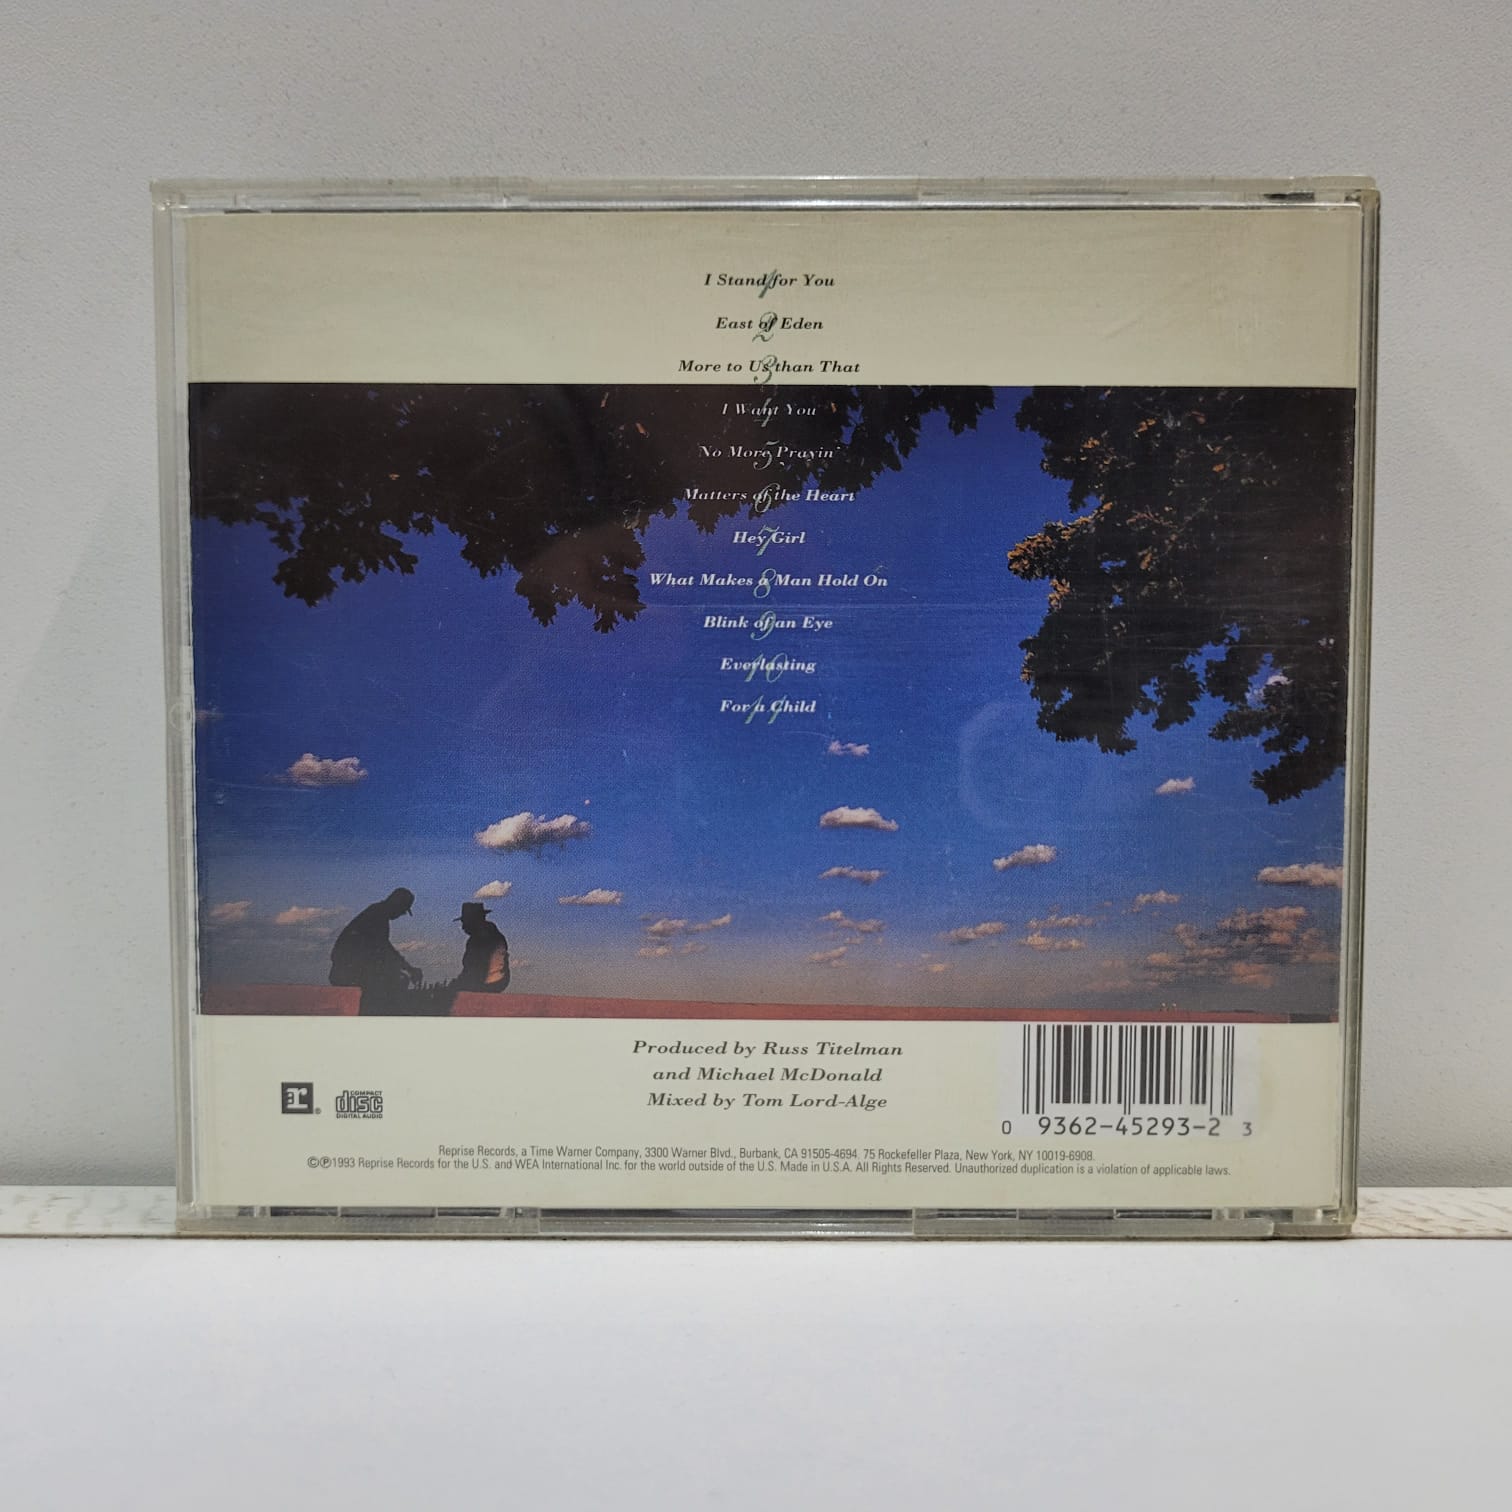 1 I Stand for You
2 East of Eden
3 More to Us than That
4 I Want You
5 No More Prayin'
6 Matters of the Heart
7 Hey Girl
8 What Makes a Man Hold On
9 Blink of an Eye
10 Everlasting
11 For a Child
Produced by Russ Titelman
and Michael McDonald
Mixed by Tom Lord-Alge
r ®
COMPACT
disc
DIGITAL AUDIO
0 09362-45293-2 3
Reprise Records, a Time Warner Company, 3300 Warner Blvd., Burbank, CA 91505-4694. 75 Rockefeller Plaza, New York, NY 10019-6908.
©℗1993 Reprise Records for the U.S. and WEA International Inc. for the world outside of the U.S. Made in U.S.A. All Rights Reserved. Unauthorized duplication is a violation of applicable laws.